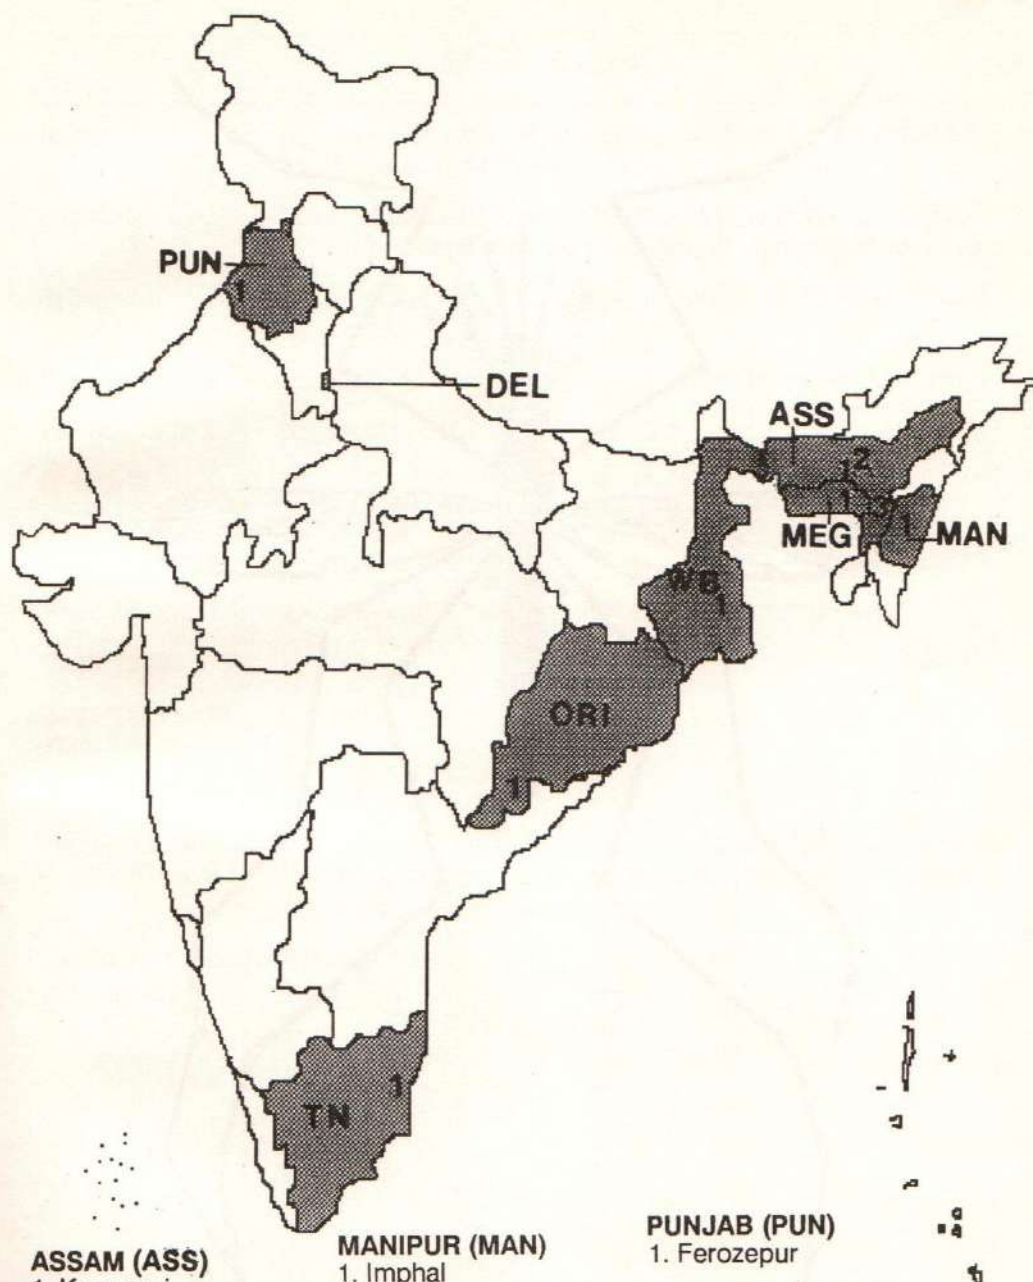 PUN
1
DEL
ASS
1 2
1
3
MEG
1
MAN
WB
1
ORI
1
1
TN
ASSAM (ASS)
MANIPUR (MAN)
1. Imphal
PUNJAB (PUN)
1. Ferozepur